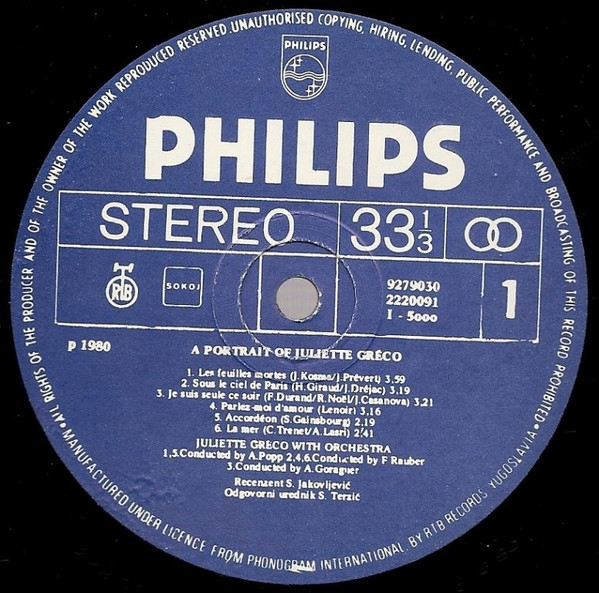 ALL RIGHTS OF THE PRODUCER AND OF THE OWNER OF THE WORK REPRODUCED RESERVED. UNAUTHORISED COPYING, HIRING, LENDING, PUBLIC PERFORMANCE AND BROADCASTING OF THIS RECORD PROHIBITED •
PHILIPS
PHILIPS
STEREO 33 1/3
RTB SOKOJ
9279030
2220091
I - 5000
1
p 1980
A PORTRAIT OF JULIETTE GRÉCO
1. Les feuilles mortes (J.Kosma/J.Prévert) 3,59
2. Sous le ciel de Paris (H.Giraud/J.Dréjac) 3,19
3. Je suis seule ce soir (F.Durand/R.Noël/J.Casanova) 3,21
4. Parlez-moi d'amour (Lenoir) 3,16
5. Accordéon (S.Gainsbourg) 2,19
6. La mer (C.Trenet/A.Lasri) 2,41
JULIETTE GRÉCO WITH ORCHESTRA
1,5.Conducted by A.Popp 2,4,6.Conducted by F Rauber
3.Conducted by A.Goraguer
Recenzent S. Jakovljević
Odgovorni urednik S. Terzić
• MANUFACTURED UNDER LICENCE FROM PHONOGRAM INTERNATIONAL. BY RTB RECORDS YUGOSLAVIA •